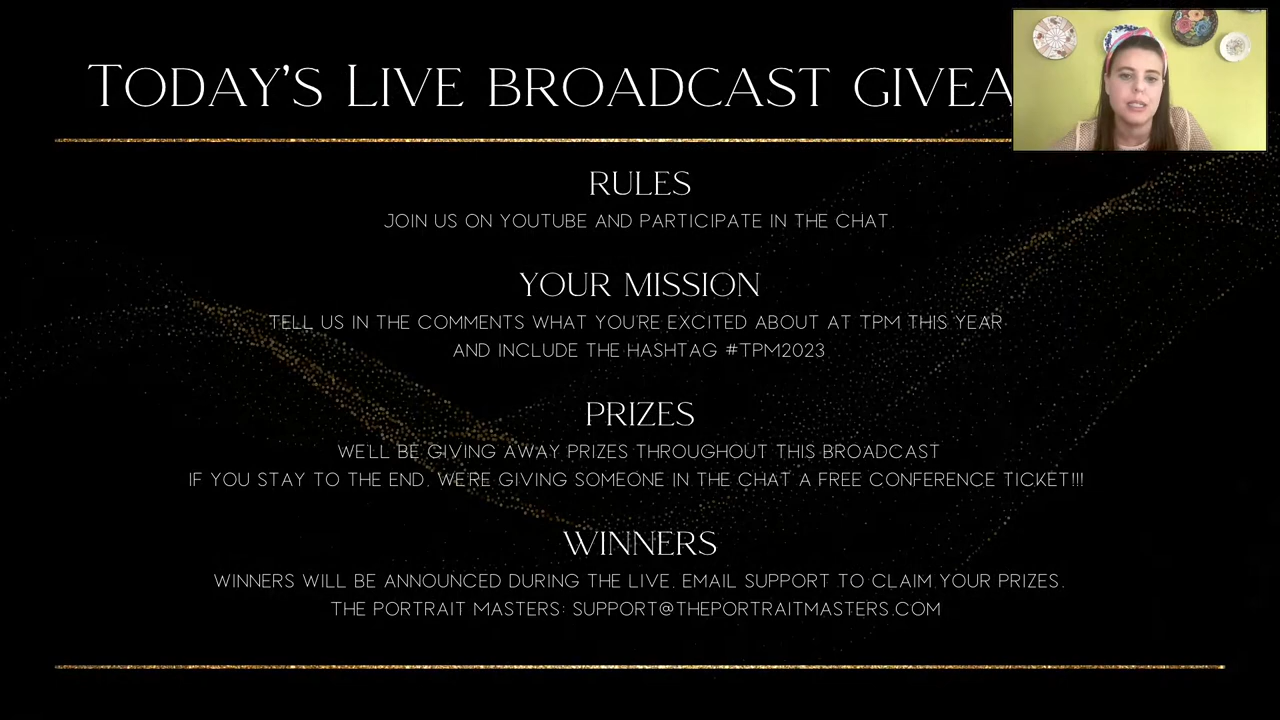 TODAY'S LIVE BROADCAST GIVEA
RULES
JOIN US ON YOUTUBE AND PARTICIPATE IN THE CHAT.
YOUR MISSION
TELL US IN THE COMMENTS WHAT YOU'RE EXCITED ABOUT AT TPM THIS YEAR
AND INCLUDE THE HASHTAG #TPM2023
PRIZES
WE'LL BE GIVING AWAY PRIZES THROUGHOUT THIS BROADCAST
IF YOU STAY TO THE END, WE'RE GIVING SOMEONE IN THE CHAT A FREE CONFERENCE TICKET!!!
WINNERS
WINNERS WILL BE ANNOUNCED DURING THE LIVE. EMAIL SUPPORT TO CLAIM YOUR PRIZES.
THE PORTRAIT MASTERS: SUPPORT@THEPORTRAITMASTERS.COM